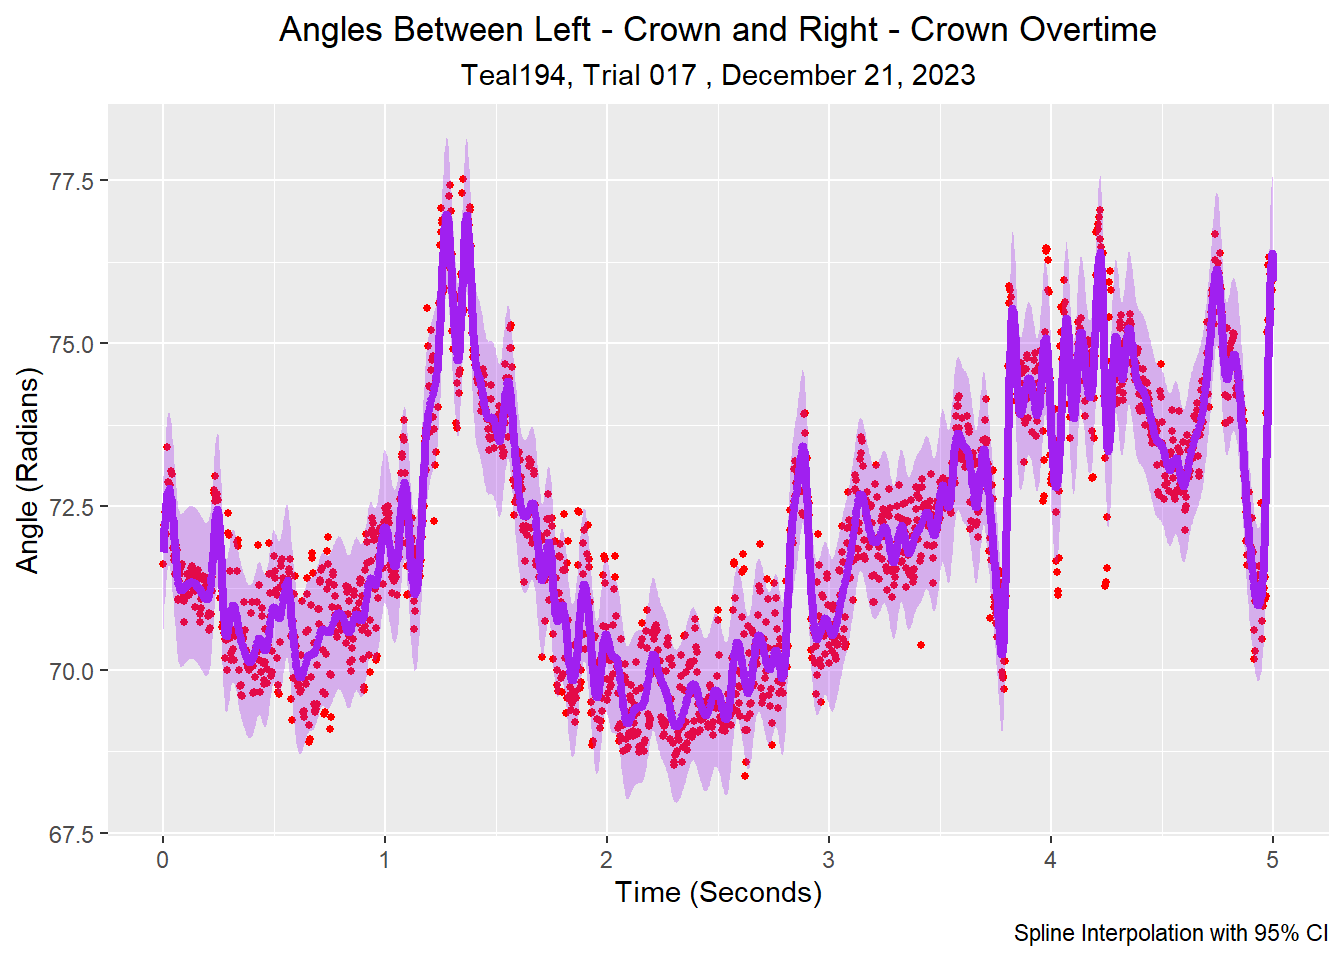 Angles Between Left - Crown and Right - Crown Overtime
Teal194, Trial 017 , December 21, 2023
Angle (Radians)
77.5
75.0
72.5
70.0
67.5
0 1 2 3 4 5
Time (Seconds)
Spline Interpolation with 95% CI